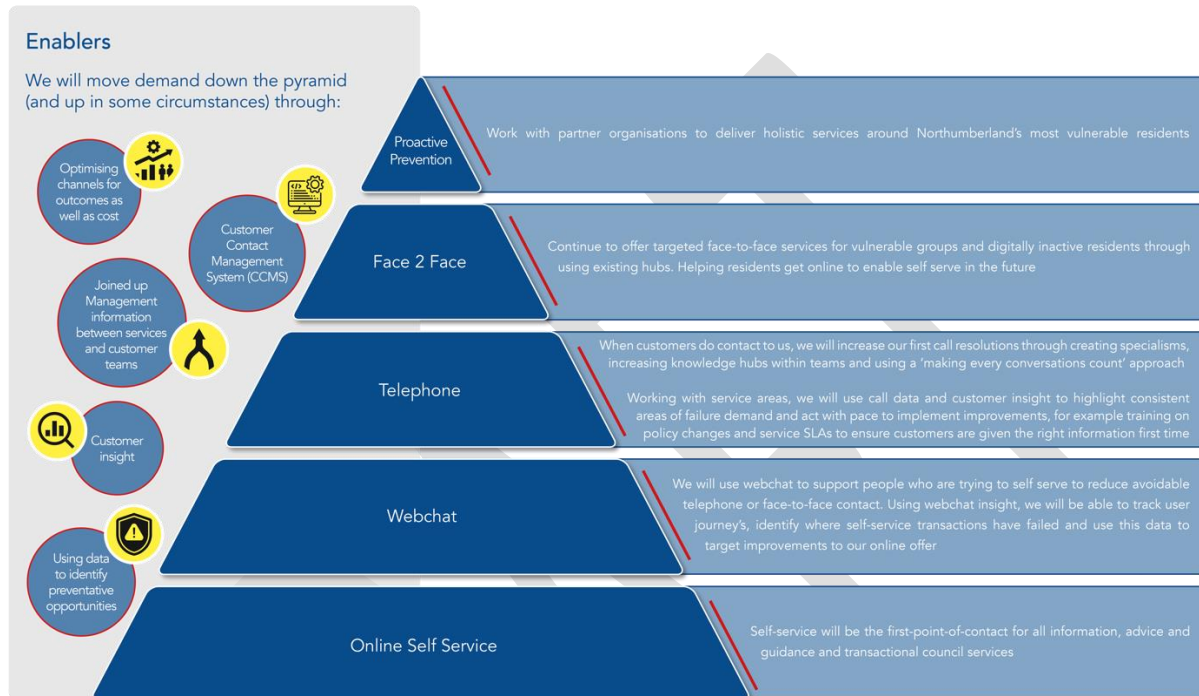 Enablers
We will move demand down the pyramid
(and up in some circumstances) through:
Optimising
channels for
outcomes as
well as cost
Customer
Contact
Management
System (CCMS)
Joined up
Management
information
between services
and customer
teams
Customer
insight
Using data
to identify
preventative
opportunities
Proactive
Prevention
Work with partner organisations to deliver holistic services around Northumberland's most vulnerable residents
Face 2 Face
Continue to offer targeted face-to-face services for vulnerable groups and digitally inactive residents through
using existing hubs. Helping residents get online to enable self serve in the future
Telephone
When customers do contact to us, we will increase our first call resolutions through creating specialisms,
increasing knowledge hubs within teams and using a 'making every conversations count' approach
Working with service areas, we will use call data and customer insight to highlight consistent
areas of failure demand and act with pace to implement improvements, for example training on
policy changes and service SLAs to ensure customers are given the right information first time
Webchat
We will use webchat to support people who are trying to self serve to reduce avoidable
telephone or face-to-face contact. Using webchat insight, we will be able to track user
journey's, identify where self-service transactions have failed and use this data to
target improvements to our online offer
Online Self Service
Self-service will be the first-point-of-contact for all information, advice and
guidance and transactional council services